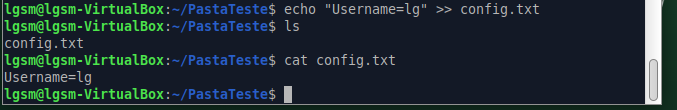 lgsm@lgsm-VirtualBox:~/PastaTeste$ echo "Username=lg" >> config.txt
lgsm@lgsm-VirtualBox:~/PastaTeste$ ls
config.txt
lgsm@lgsm-VirtualBox:~/PastaTeste$ cat config.txt
Username=lg
lgsm@lgsm-VirtualBox:~/PastaTeste$